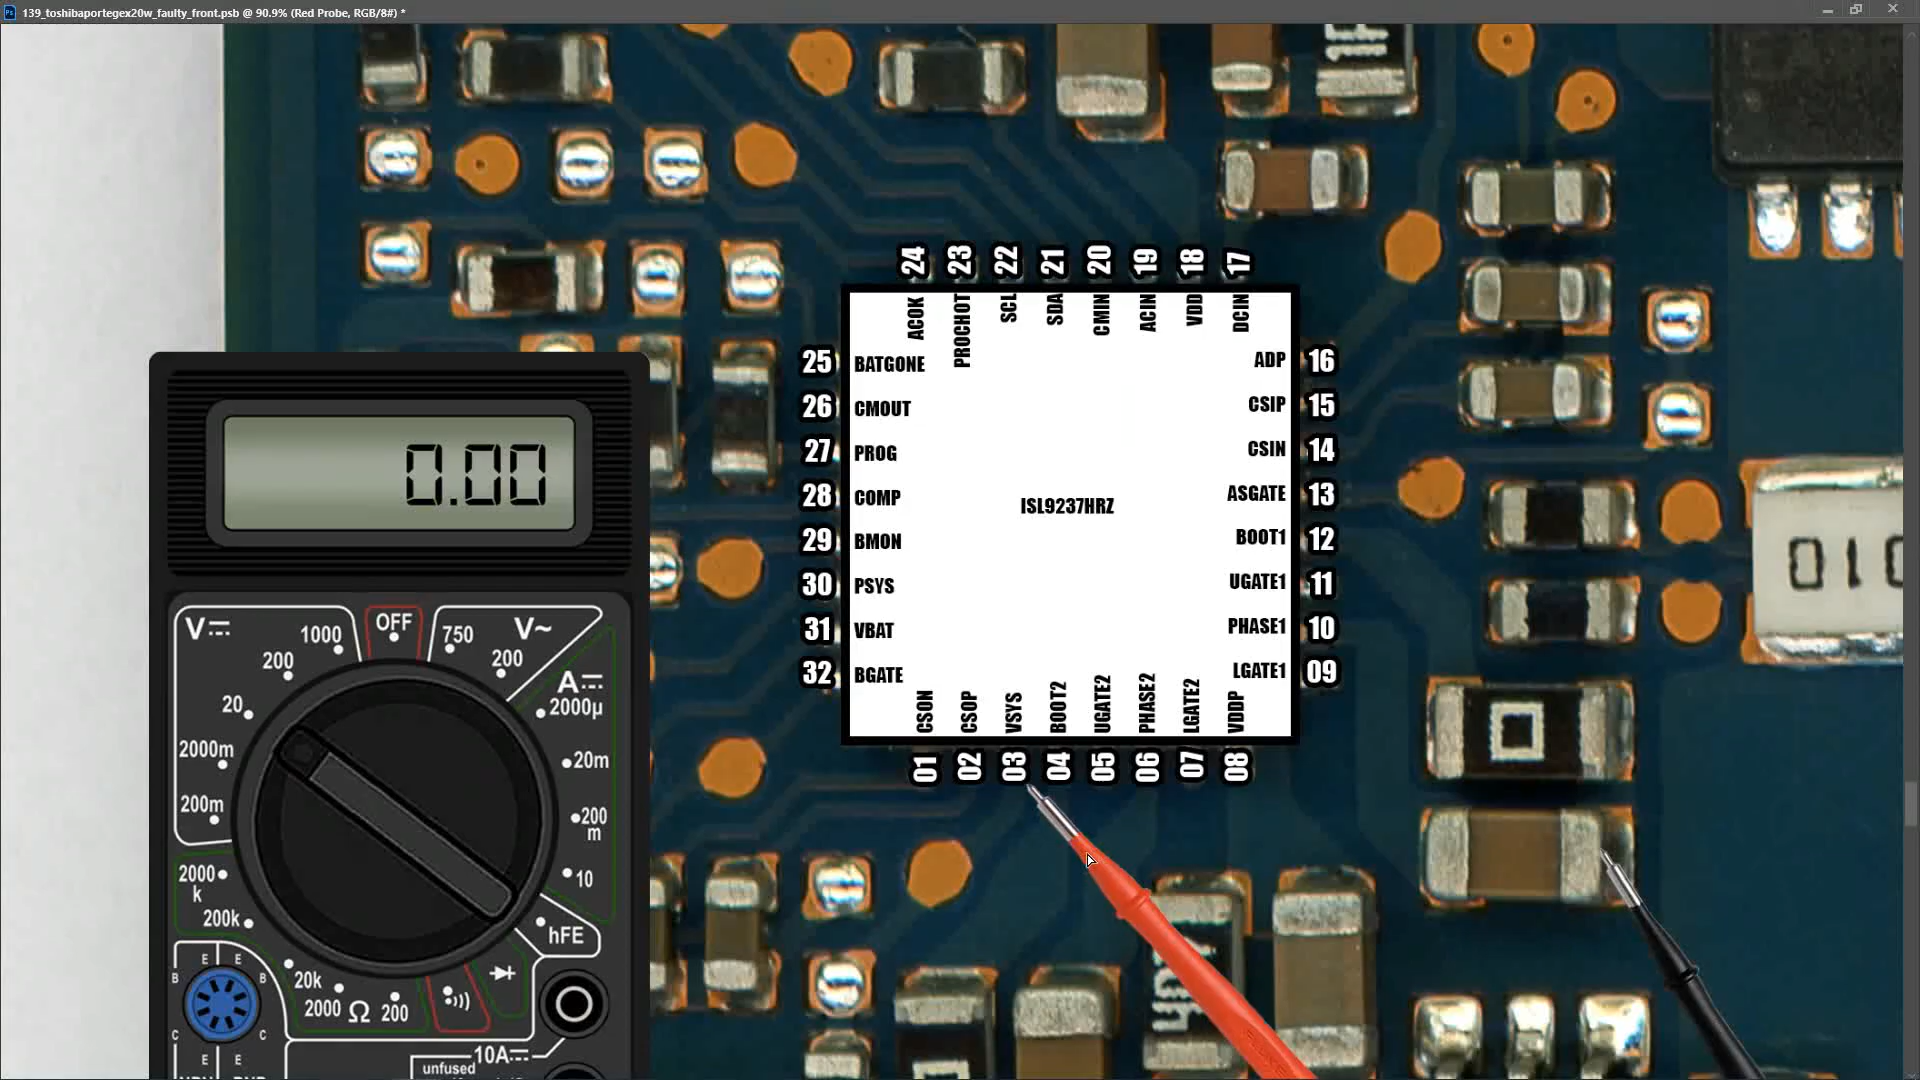 139_toshibaportegex20w_faulty_front.psb @ 90.9% (Red Probe, RGB/8#) *
24 23 22 21 20 19 18 17
ACOK PROCHOT SCL SDA CMIN ACIN VDD DCIN
25 BATGONE
26 CMOUT
27 PROG
28 COMP
29 BMON
30 PSYS
31 VBAT
32 BGATE
ISL9237HRZ
ADP 16
CSIP 15
CSIN 14
ASGATE 13
BOOT1 12
UGATE1 11
PHASE1 10
LGATE1 09
CSON CSOP VSYS BOOT2 UGATE2 PHASE2 LGATE2 VDDP
01 02 03 04 05 06 07 08
010
0.00
V 1000 OFF 750 V~
200 200
20
A
2000µ
2000m
20m
200m
200
m
2000
k
10
200k
hFE
20k
2000 Ω 200
E E
B B
C C
E E
10A
unfused